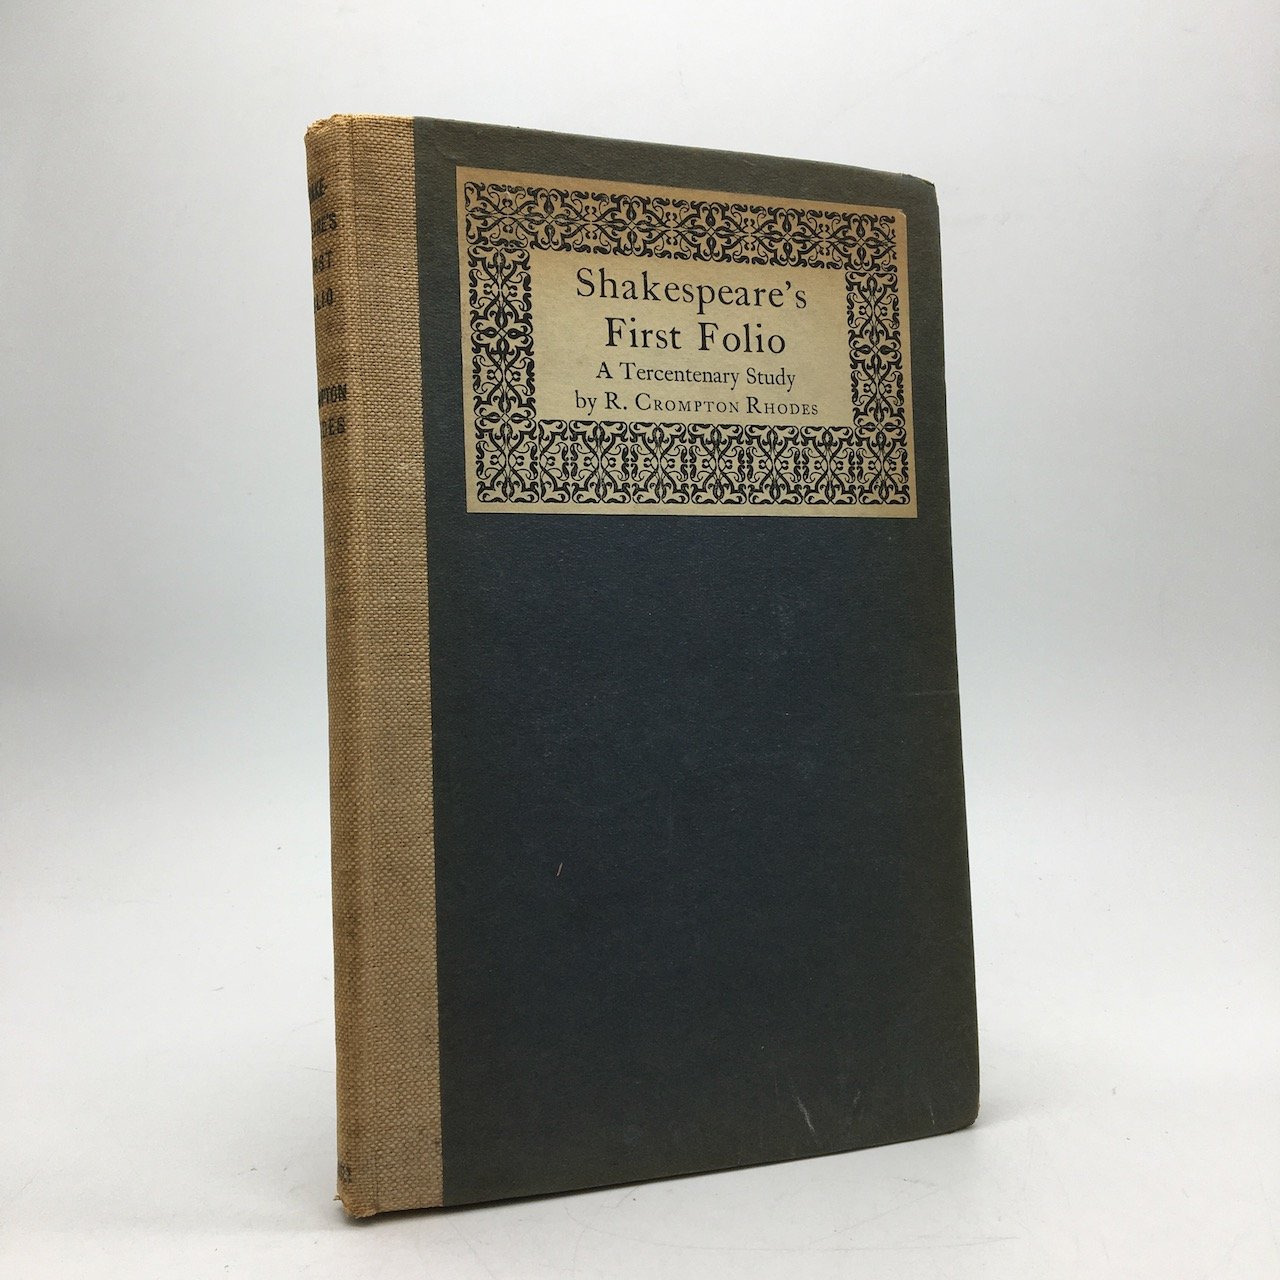 Shakespeare's
First Folio
A Tercentenary Study
by R. CROMPTON RHODES